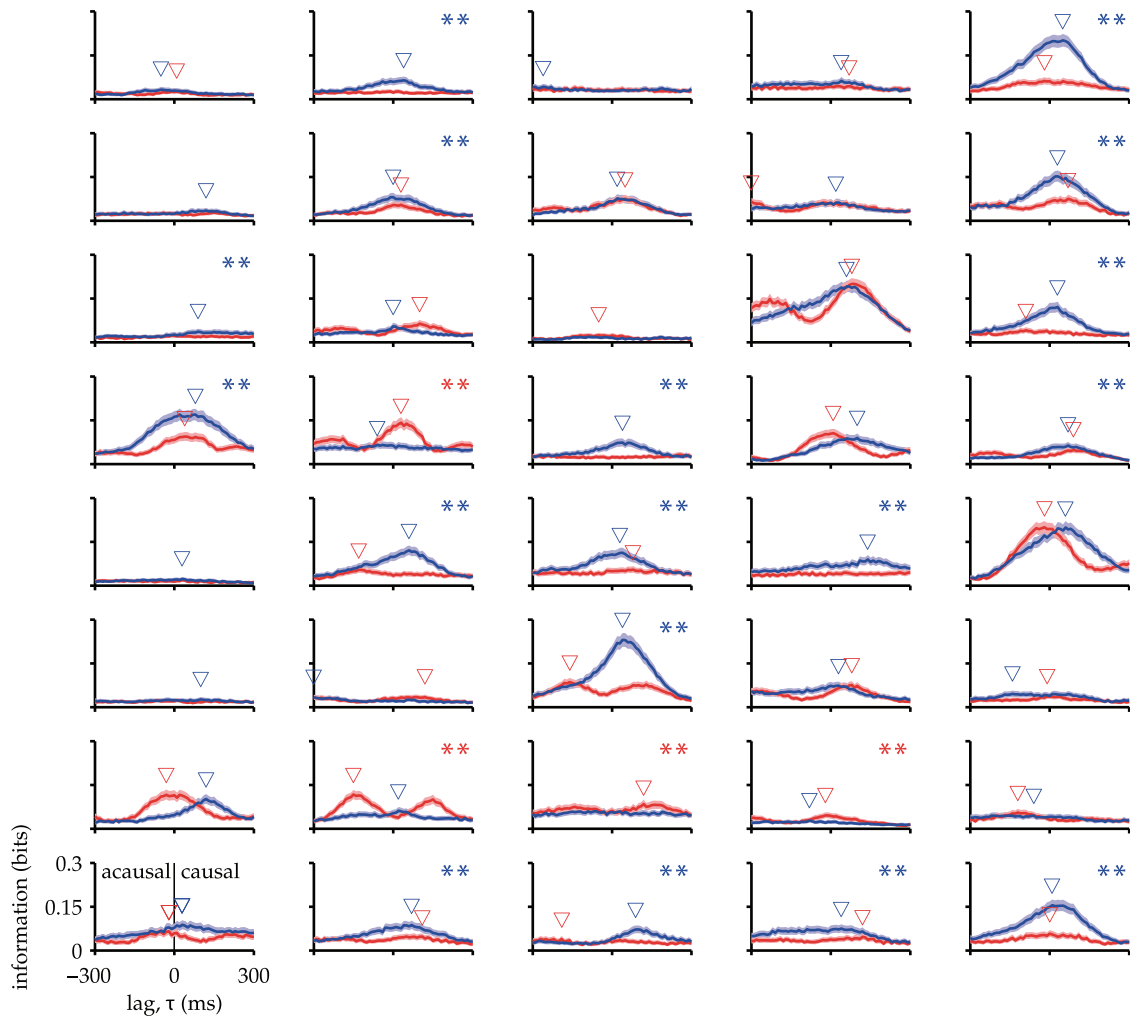 **
**
**
**
**
**
** ** ** **
** ** **
**
** ** **
information (bits)
0.3
acausal causal
** ** ** **
0.15
0
−300 0 300
lag, τ (ms)